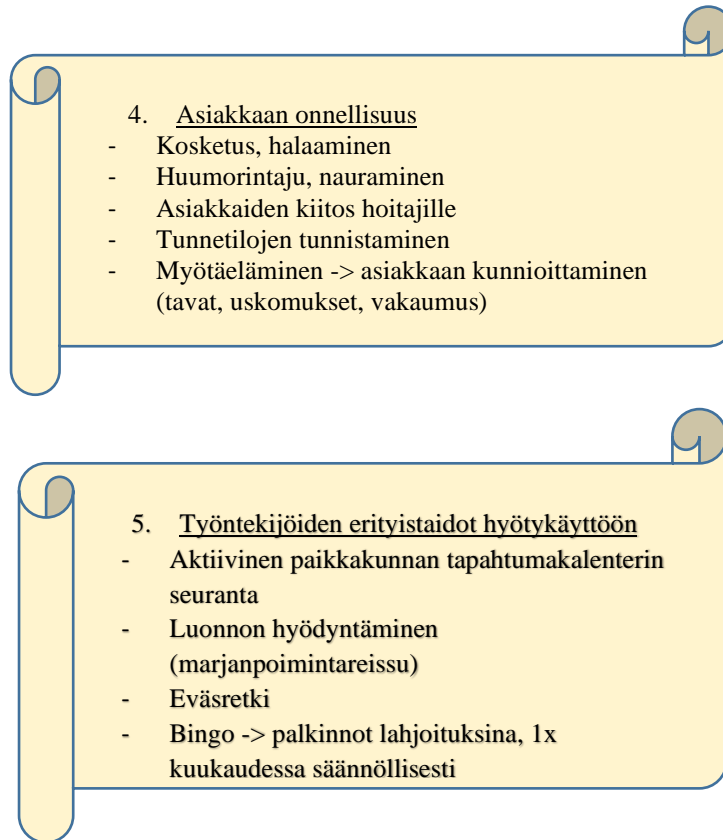 4. Asiakkaan onnellisuus
- Kosketus, halaaminen
- Huumorintaju, nauraminen
- Asiakkaiden kiitos hoitajille
- Tunnetilojen tunnistaminen
- Myötäeläminen -> asiakkaan kunnioittaminen
(tavat, uskomukset, vakaumus)
5. Työntekijöiden erityistaidot hyötykäyttöön
- Aktiivinen paikkakunnan tapahtumakalenterin
seuranta
- Luonnon hyödyntäminen
(marjanpoimintareissu)
- Eväsretki
- Bingo -> palkinnot lahjoituksina, 1x
kuukaudessa säännöllisesti